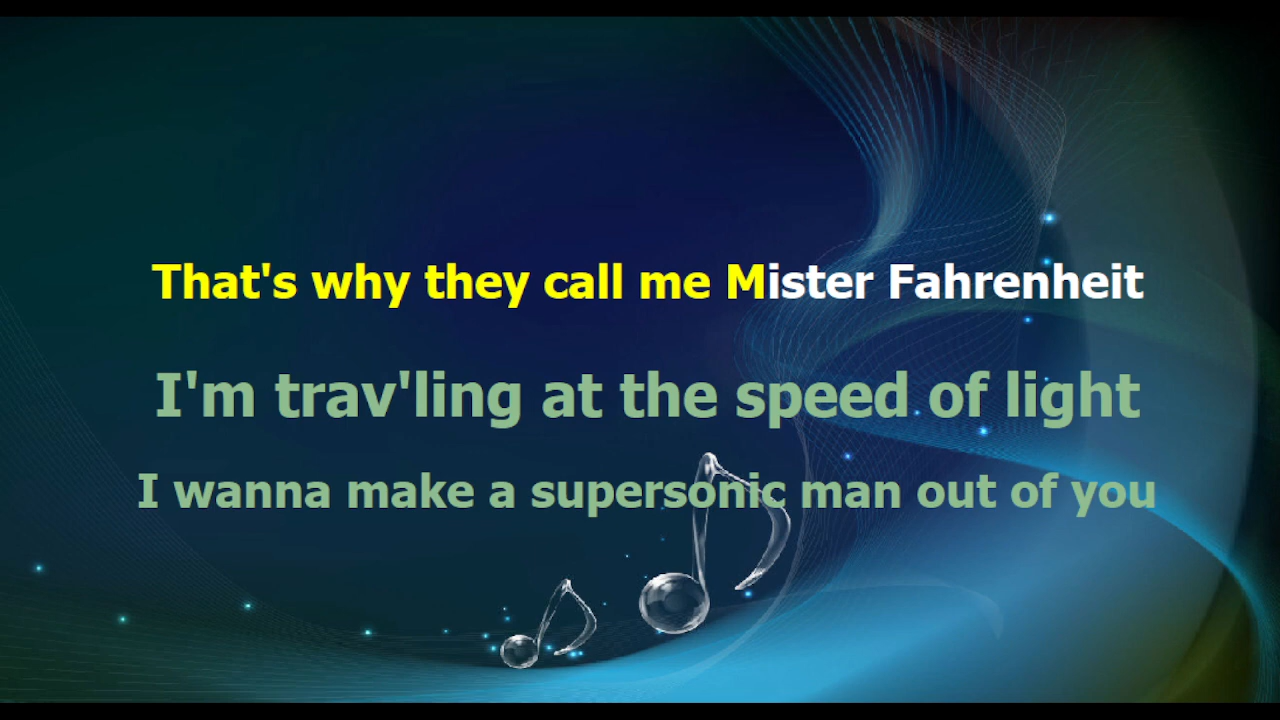 That's why they call me Mister Fahrenheit
I'm trav'ling at the speed of light
I wanna make a supersonic man out of you